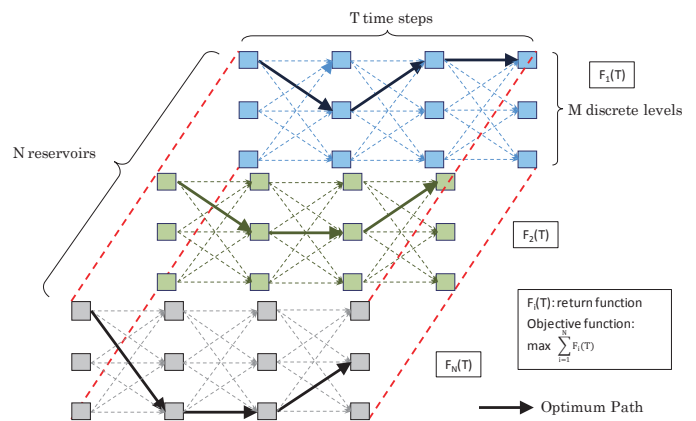 T time steps
F1(T)
M discrete levels
N reservoirs
F2(T)
Fi(T): return function
Objective function:
max ∑ i=1 N Fi(T)
FN(T)
Optimum Path